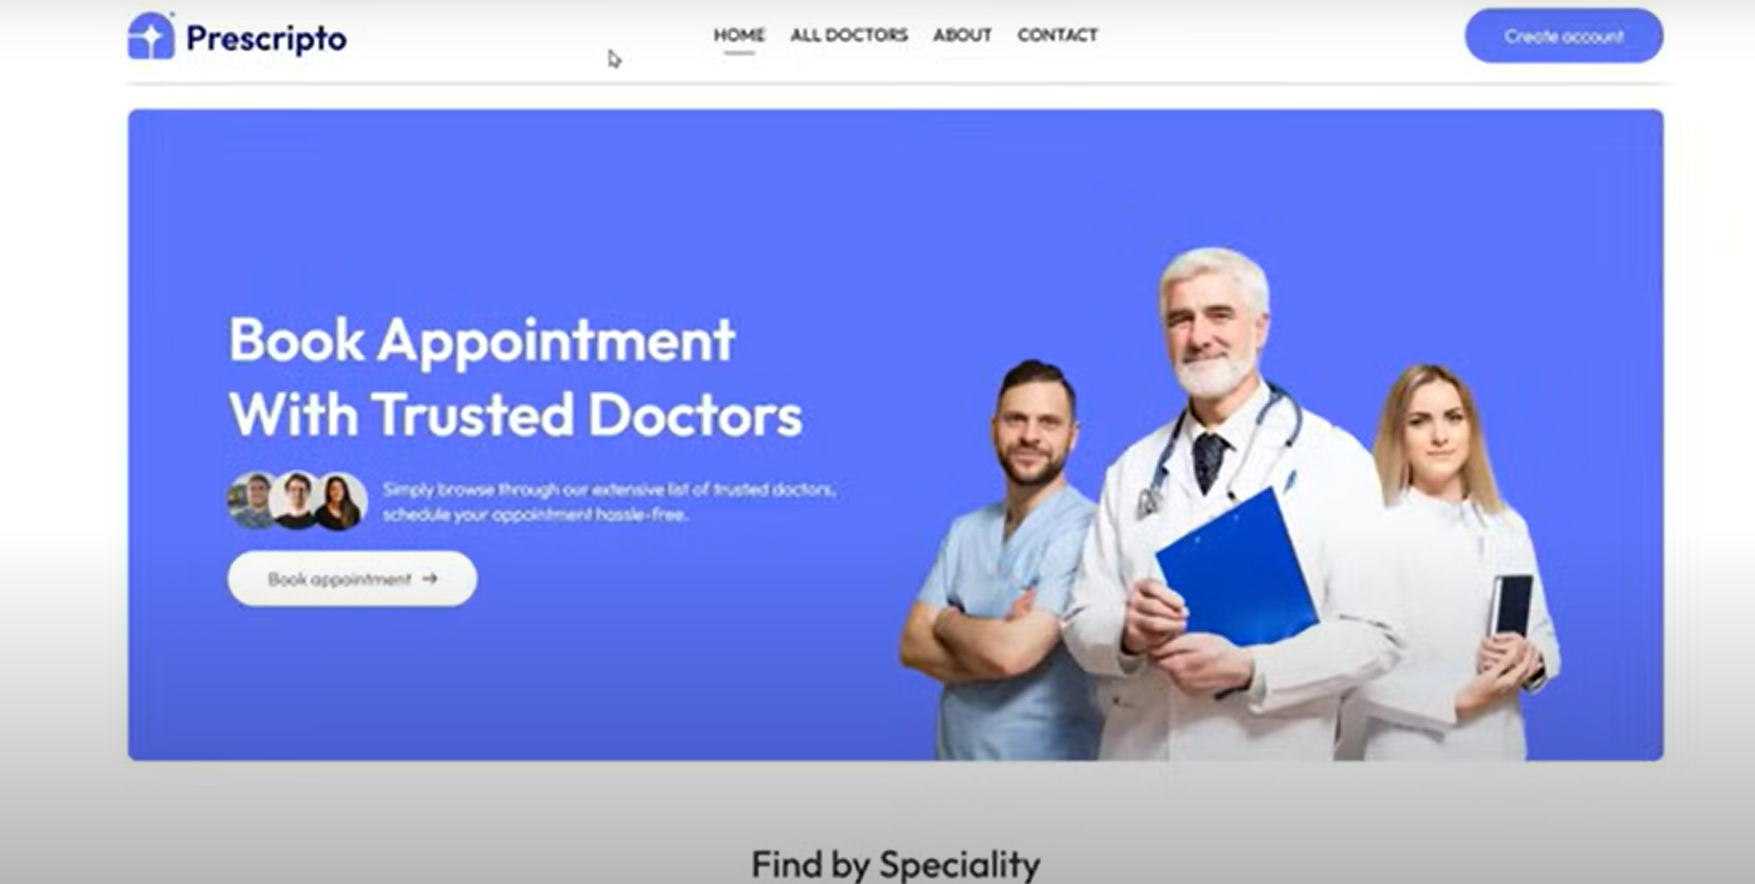 Prescripto
HOME ALL DOCTORS ABOUT CONTACT
Create account
Book Appointment
With Trusted Doctors
Simply browse through our extensive list of trusted doctors,
schedule your appointment hassle-free.
Book appointment →
Find by Speciality